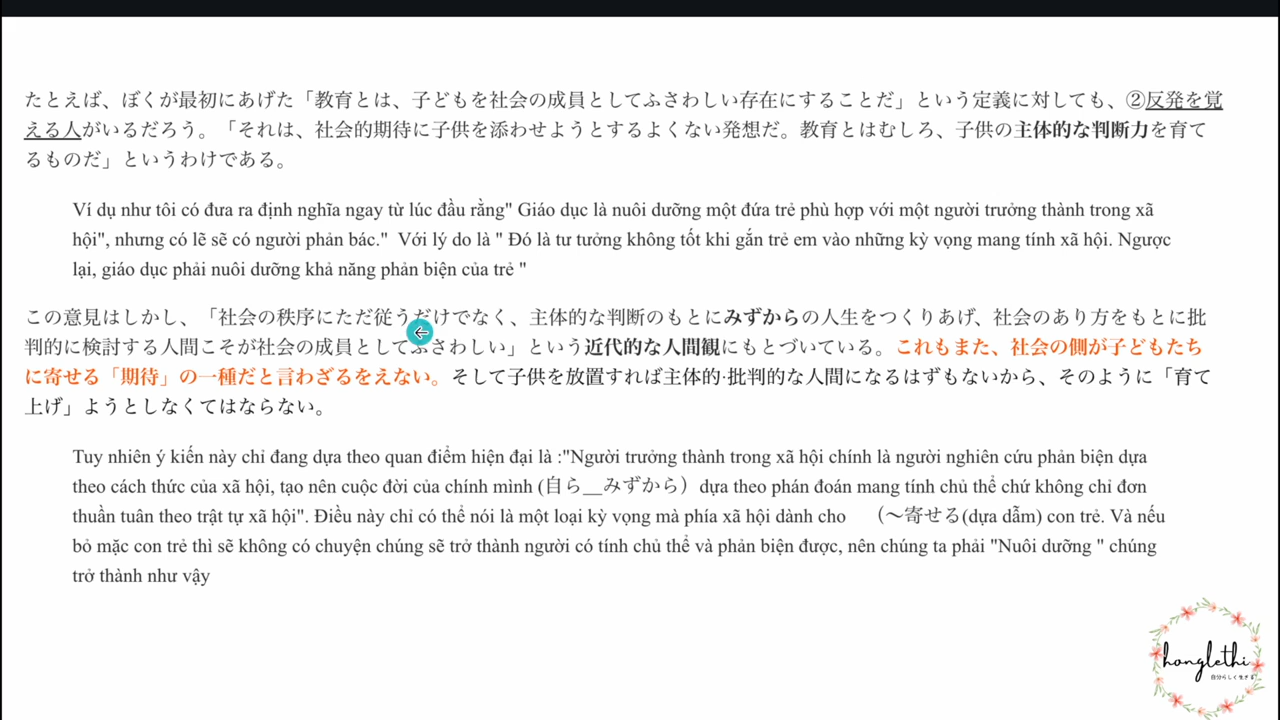 たとえば、ぼくが最初にあげた「教育とは、子どもを社会の成員としてふさわしい存在にすることだ」という定義に対しても、②反発を覚
える人がいるだろう。「それは、社会的期待に子供を添わせようとするよくない発想だ。教育とはむしろ、子供の主体的な判断力を育て
るものだ」というわけである。
Ví dụ như tôi có đưa ra định nghĩa ngay từ lúc đầu rằng" Giáo dục là nuôi dưỡng một đứa trẻ phù hợp với một người trưởng thành trong xã
hội", nhưng có lẽ sẽ có người phản bác." Với lý do là " Đó là tư tưởng không tốt khi gắn trẻ em vào những kỳ vọng mang tính xã hội. Ngược
lại, giáo dục phải nuôi dưỡng khả năng phản biện của trẻ "
この意見はしかし、「社会の秩序にただ従うだけでなく、主体的な判断のもとにみずからの人生をつくりあげ、社会のあり方をもとに批
判的に検討する人間こそが社会の成員としてふさわしい」という近代的な人間観にもとづいている。これもまた、社会の側が子どもたち
に寄せる「期待」の一種だと言わざるをえない。そして子供を放置すれば主体的·批判的な人間になるはずもないから、そのように「育て
上げ」ようとしなくてはならない。
Tuy nhiên ý kiến này chỉ đang dựa theo quan điểm hiện đại là :"Người trưởng thành trong xã hội chính là người nghiên cứu phản biện dựa
theo cách thức của xã hội, tạo nên cuộc đời của chính mình (自ら__みずから）dựa theo phán đoán mang tính chủ thể chứ không chỉ đơn
thuần tuân theo trật tự xã hội". Điều này chỉ có thể nói là một loại kỳ vọng mà phía xã hội dành cho （～寄せる(dựa dẫm) con trẻ. Và nếu
bỏ mặc con trẻ thì sẽ không có chuyện chúng sẽ trở thành người có tính chủ thể và phản biện được, nên chúng ta phải "Nuôi dưỡng " chúng
trở thành như vậy
honglethi
自分らしく生きる